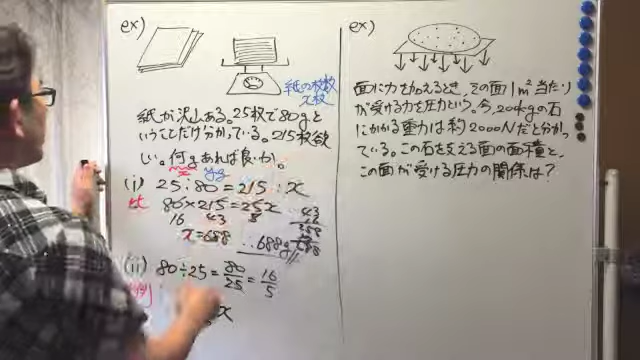 ex)
紙の枚数
x枚
紙が沢山ある。25枚で80gと
いうことだけ分かっている。215枚欲
しい。何gあれば良いか。
yg
(i) 25:80=215:x
比
80×215=25x
16 43 5
x=688
∴688g
43
16
258
(ii) 80÷25=80/25=16/5
例
x
ex)
面に力を加えるとき、その面1m²当たり
が受ける力を圧力という。今、204kgの石
にかかる重力は約2000Nだと分かっ
ている。この石を支える面の面積と、
この面が受ける圧力の関係は?